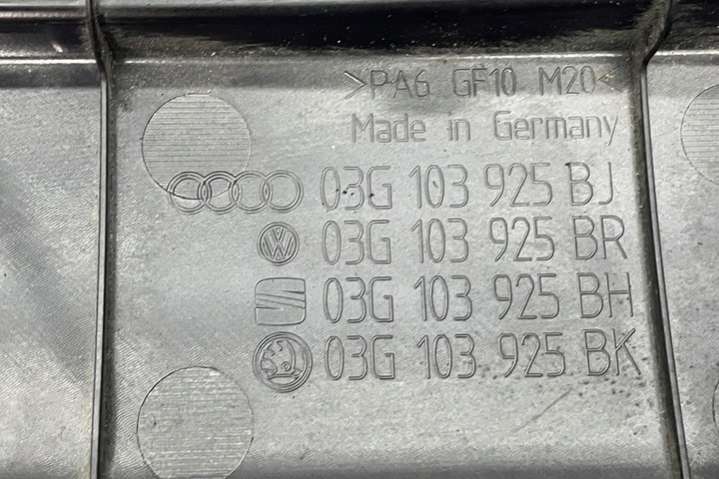 >PA6 GF10 M20<
Made in Germany
03G 103 925 BJ
03G 103 925 BR
03G 103 925 BH
03G 103 925 BK